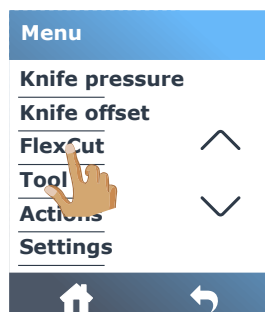 Menu
Knife pressure
Knife offset
FlexCut
Tool
Actions
Settings